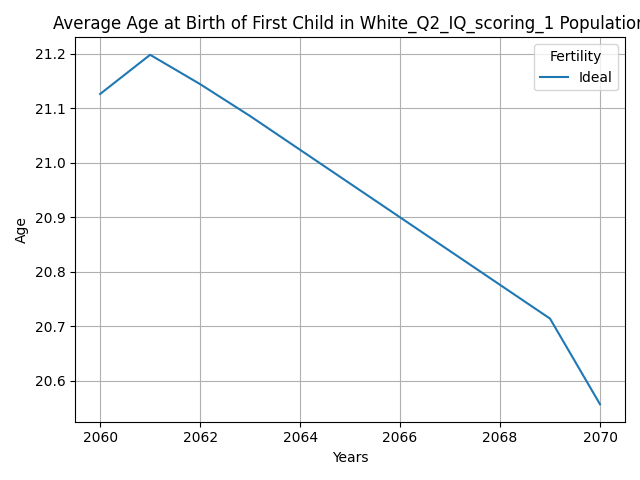 Average Age at Birth of First Child in White_Q2_IQ_scoring_1 Population
21.2
21.1
21.0
20.9
20.8
20.7
20.6
Age
Fertility
Ideal
2060 2062 2064 2066 2068 2070
Years